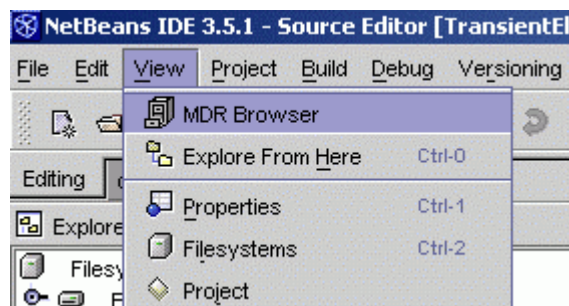 NetBeans IDE 3.5.1 - Source Editor [TransientEl
File Edit View Project Build Debug Versioning
MDR Browser
Explore From Here Ctrl-O
Editing
Properties Ctrl-1
Explore
Filesystems Ctrl-2
Filesy
Project